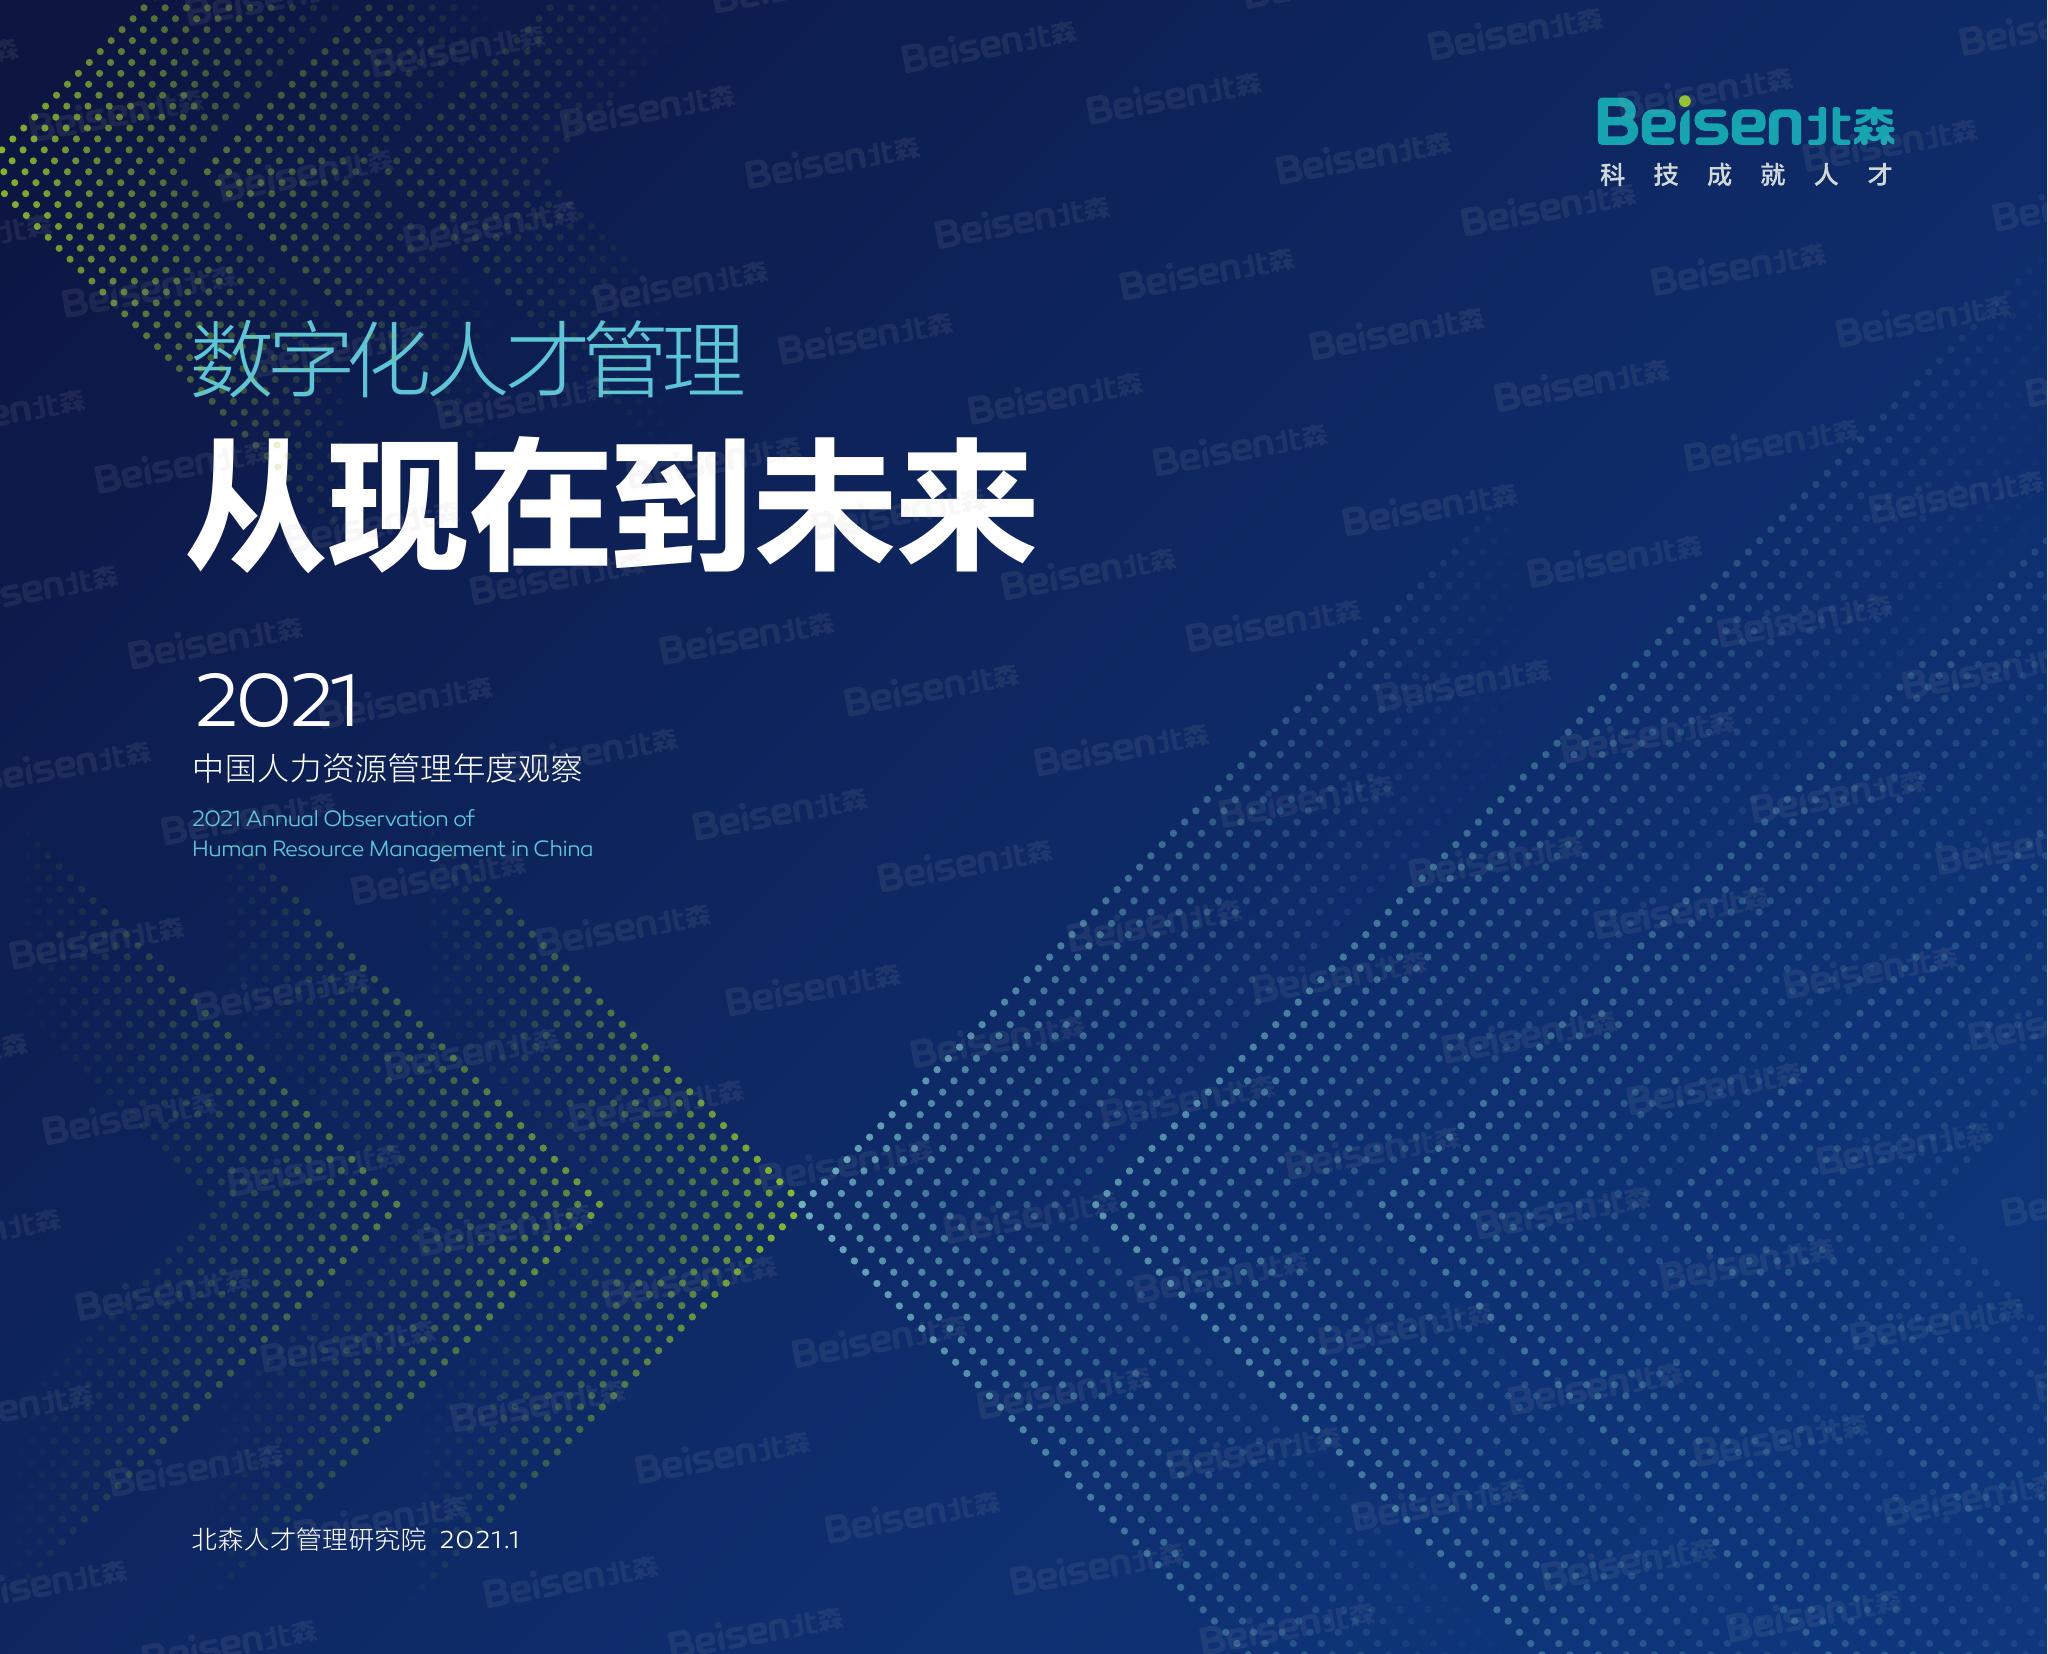 Beisen北森
科技成就人才
数字化人才管理
从现在到未来
2021
中国人力资源管理年度观察
2021 Annual Observation of
Human Resource Management in China
北森人才管理研究院 2021.1